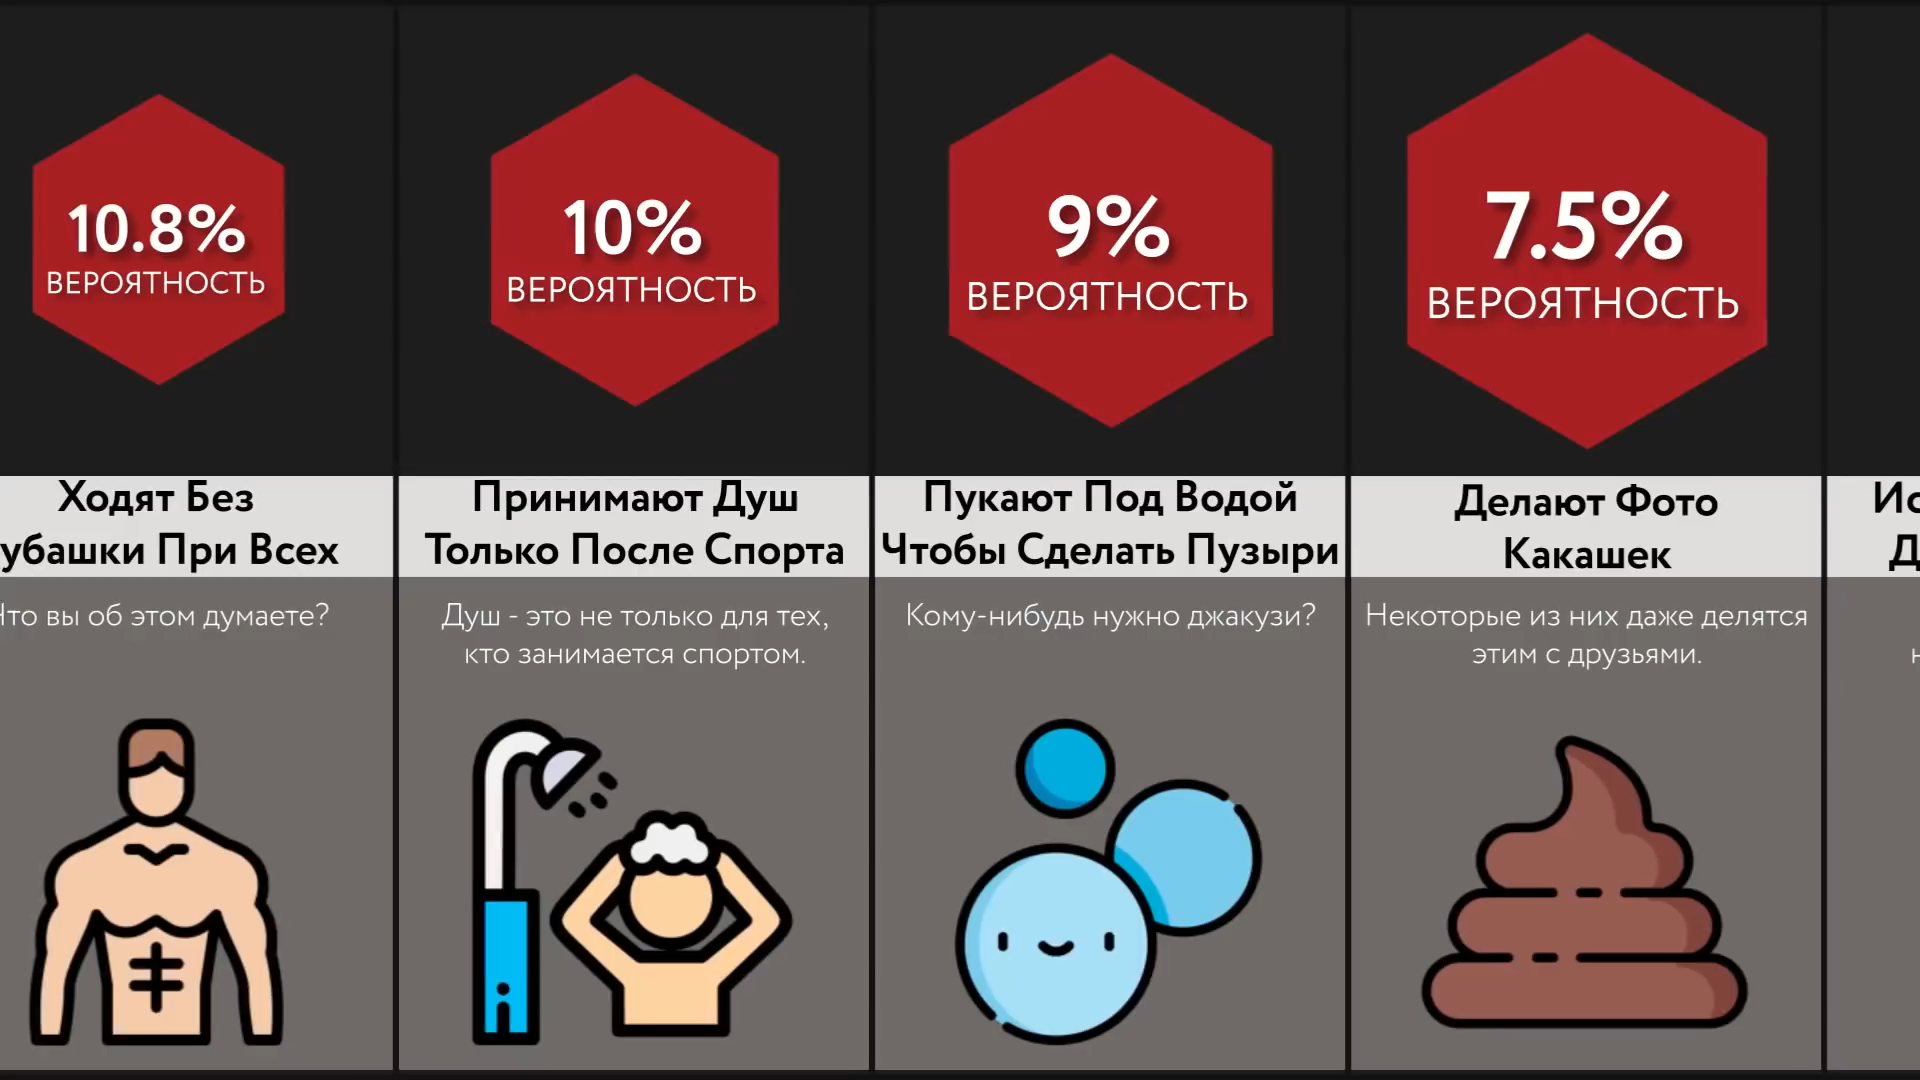 10.8%
ВЕРОЯТНОСТЬ
Ходят Без
убашки При Всех
Что вы об этом думаете?
10%
ВЕРОЯТНОСТЬ
Принимают Душ
Только После Спорта
Душ - это не только для тех,
кто занимается спортом.
9%
ВЕРОЯТНОСТЬ
Пукают Под Водой
Чтобы Сделать Пузыри
Кому-нибудь нужно джакузи?
7.5%
ВЕРОЯТНОСТЬ
Делают Фото
Какашек
Некоторые из них даже делятся
этим с друзьями.